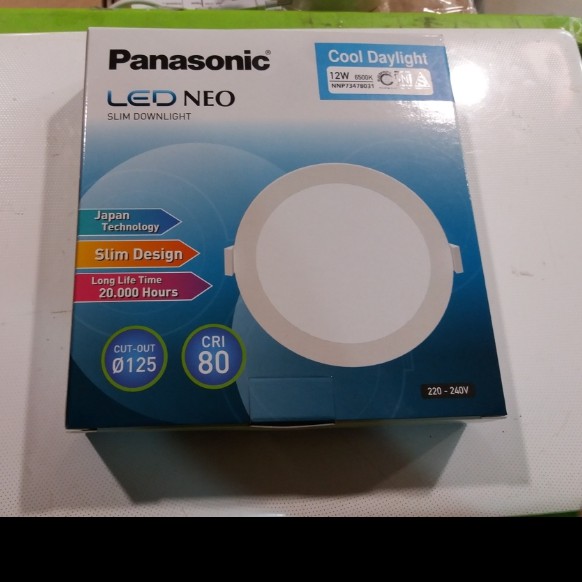 Panasonic®
LED NEO
SLIM DOWNLIGHT
Cool Daylight
12W 6500K
NNP73478031
Japan
Technology
Slim Design
Long Life Time
20.000 Hours
CUT-OUT
Ø125
CRI
80
220 - 240V